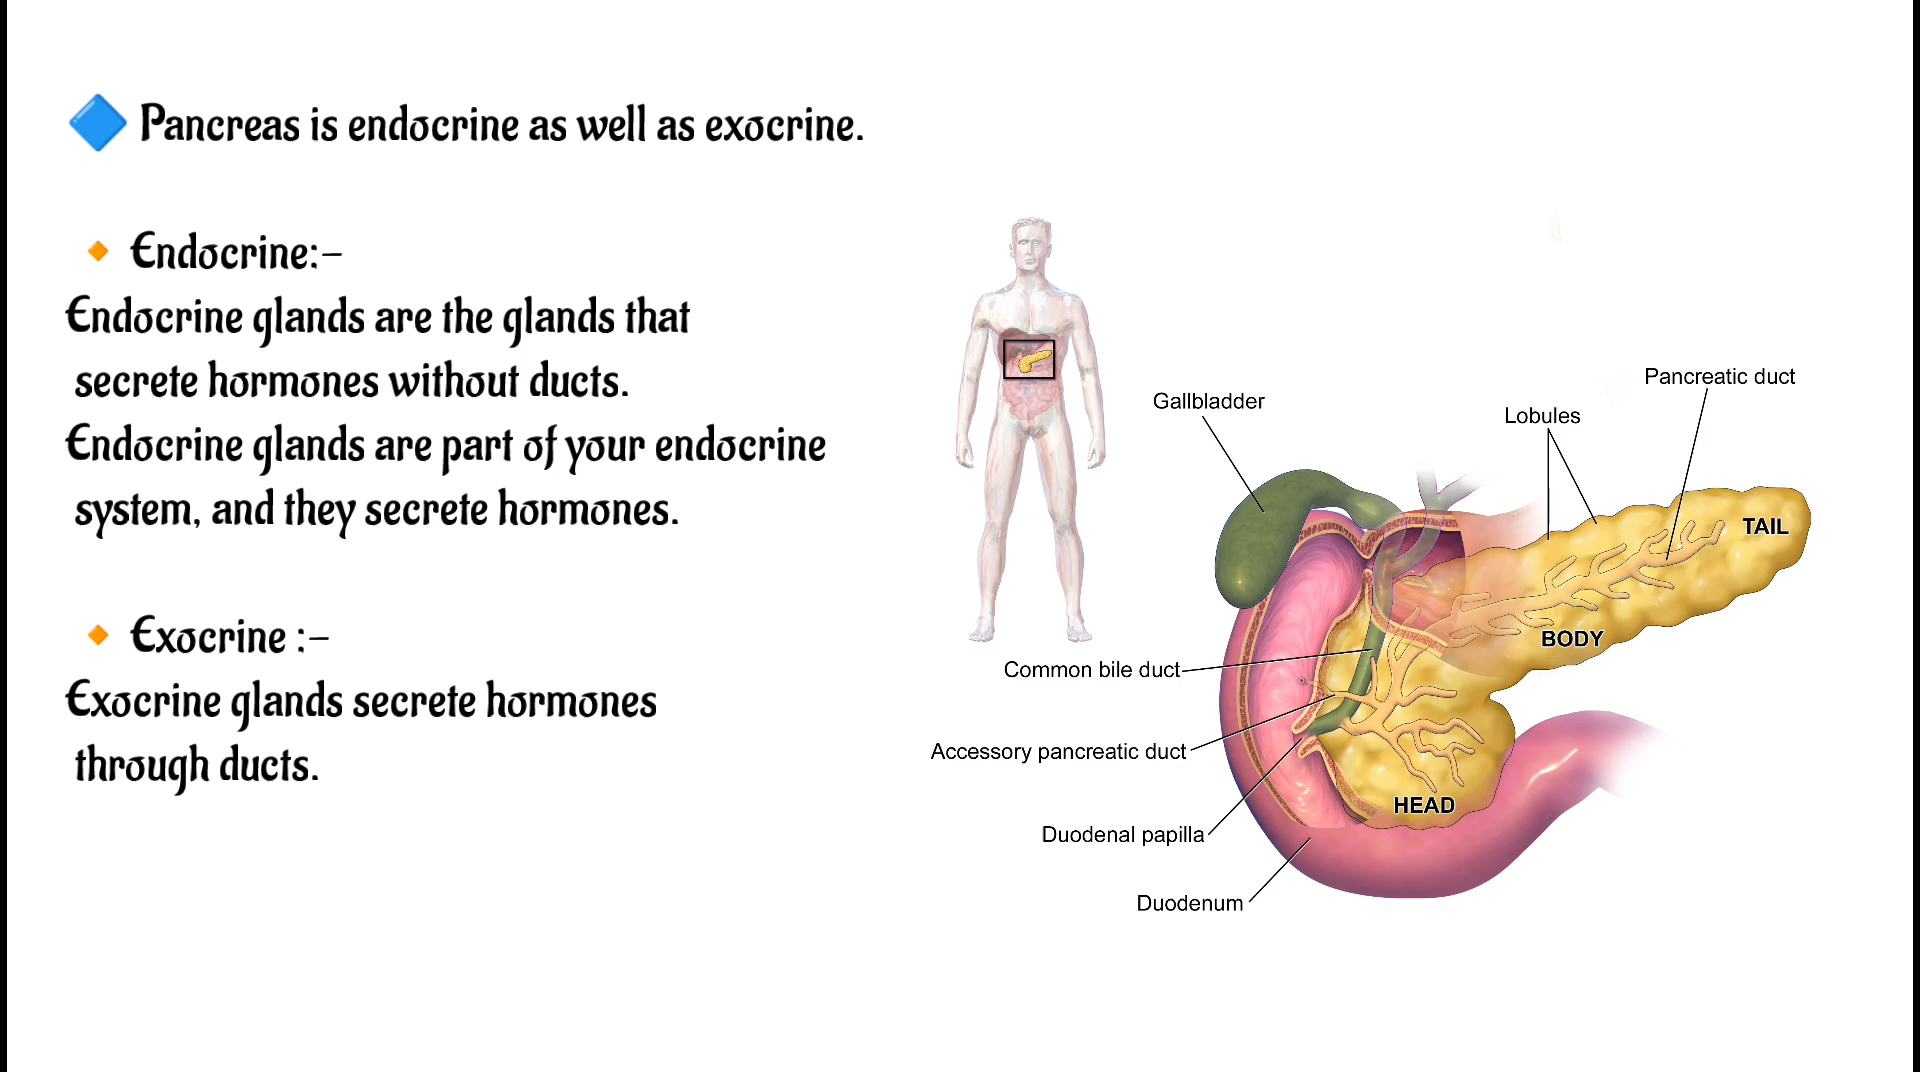 🔷 Pancreas is endocrine as well as exocrine.
🔸 Endocrine:-
Endocrine glands are the glands that
secrete hormones without ducts.
Endocrine glands are part of your endocrine
system, and they secrete hormones.
🔸 Exocrine :-
Exocrine glands secrete hormones
through ducts.
Gallbladder
Pancreatic duct
Lobules
TAIL
BODY
Common bile duct
Accessory pancreatic duct
HEAD
Duodenal papilla
Duodenum